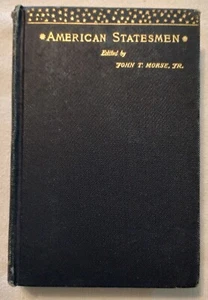 AMERICAN STATESMEN
Edited by
JOHN T. MORSE, JR.